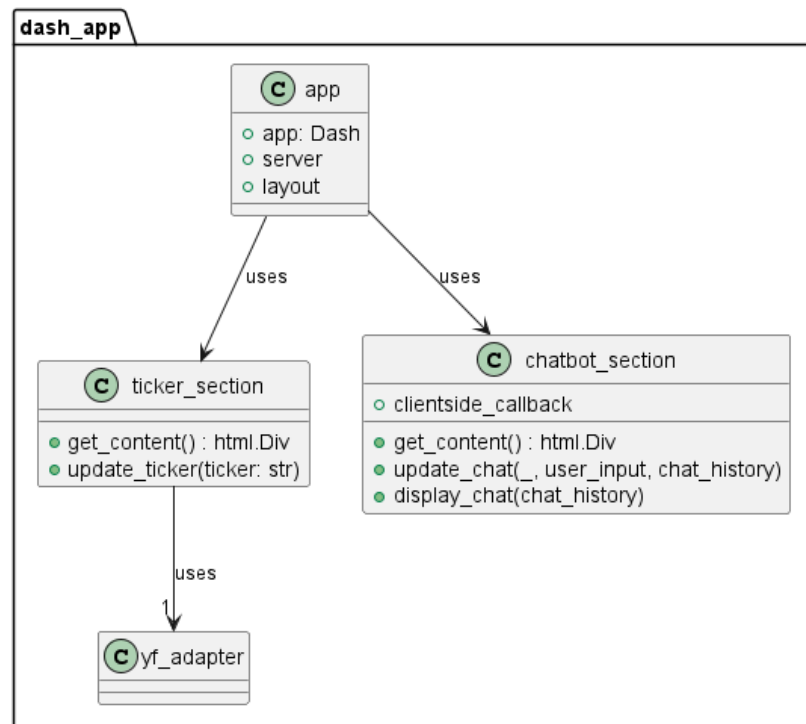 dash_app
C app
app: Dash
server
layout
uses
uses
C ticker_section
get_content() : html.Div
update_ticker(ticker: str)
C chatbot_section
clientside_callback
get_content() : html.Div
update_chat(_, user_input, chat_history)
display_chat(chat_history)
uses
1
C yf_adapter